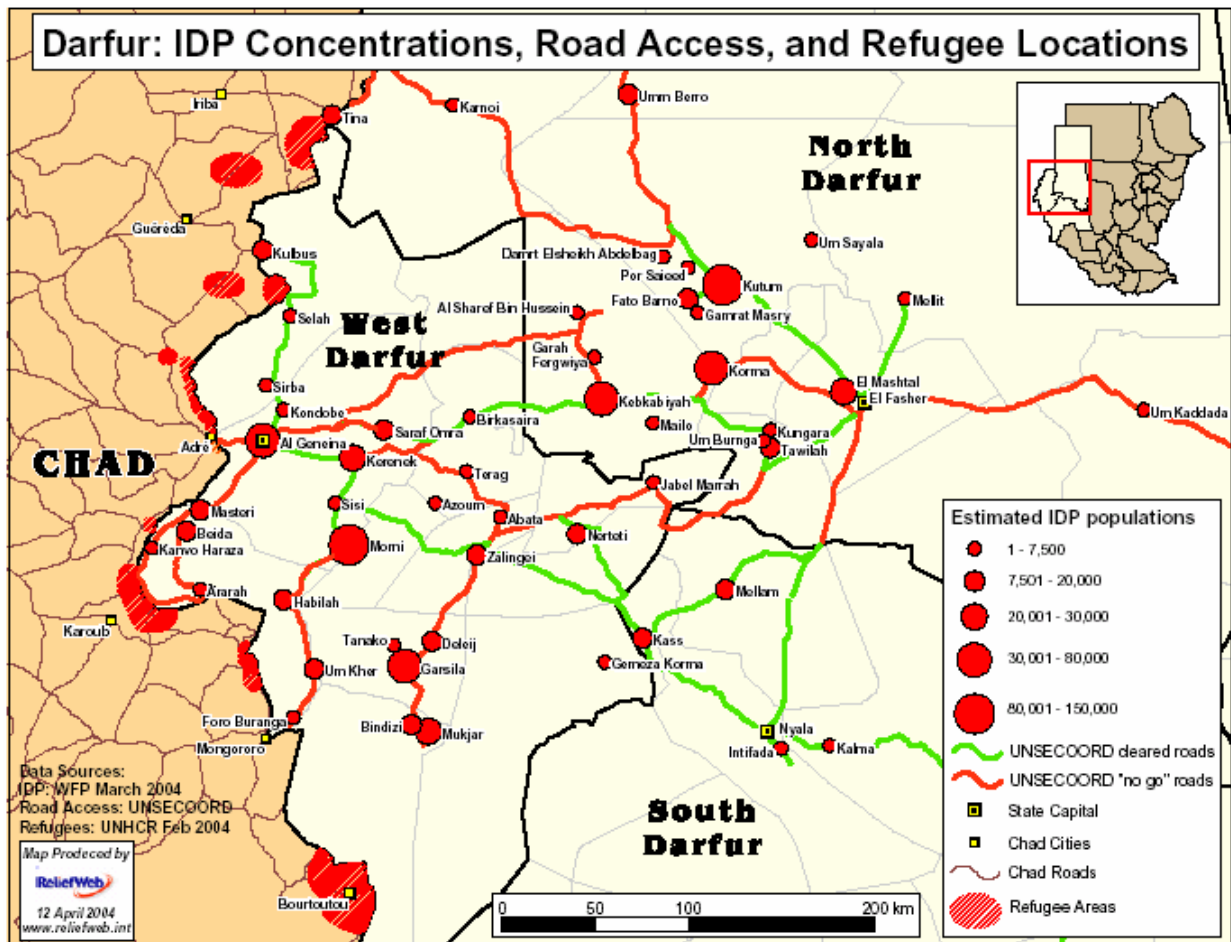 Darfur: IDP Concentrations, Road Access, and Refugee Locations
Iriba
Tina
Karnoi
Umm Berro
North
Darfur
Guéréda
Kulbus
Um Sayala
Damrt Elsheikh Abdelbag
Por Saieed
Kutum
Fato Barno
Mellit
Al Sharef Bin Hussein
Gamrat Masry
Selah
West
Darfur
Garah
Fergwiya
Korma
El Mashtal
El Fasher
Sirba
Kebkabiyah
Um Kaddada
Kondobe
Birkasaira
Mailo
Kungara
Saraf Omra
Um Burnga
Tawilah
Adré
Al Geneina
CHAD
Kerenek
Terag
Jabel Marrah
Masteri
Sisi
Azoum
Abata
Beida
Nerteti
Kanvo Haraza
Morni
Zalingei
Ararah
Habilah
Mellam
Karoub
Tanako
Deleij
Kass
Um Kher
Garsila
Gemeza Korma
Foro Buranga
Bindizi
Mukjar
Nyala
Mongororo
Intifada
Kalma
South
Darfur
Bourtoutou
Data Sources:
IDP: WFP March 2004
Road Access: UNSECOORD
Refugees: UNHCR Feb 2004
Map Prodeced by
ReliefWeb
12 April 2004
www.reliefweb.int
0 50 100 200 km
Estimated IDP populations
1 - 7,500
7,501 - 20,000
20,001 - 30,000
30,001 - 80,000
80,001 - 150,000
UNSECOORD cleared roads
UNSECOORD "no go" roads
State Capital
Chad Cities
Chad Roads
Refugee Areas